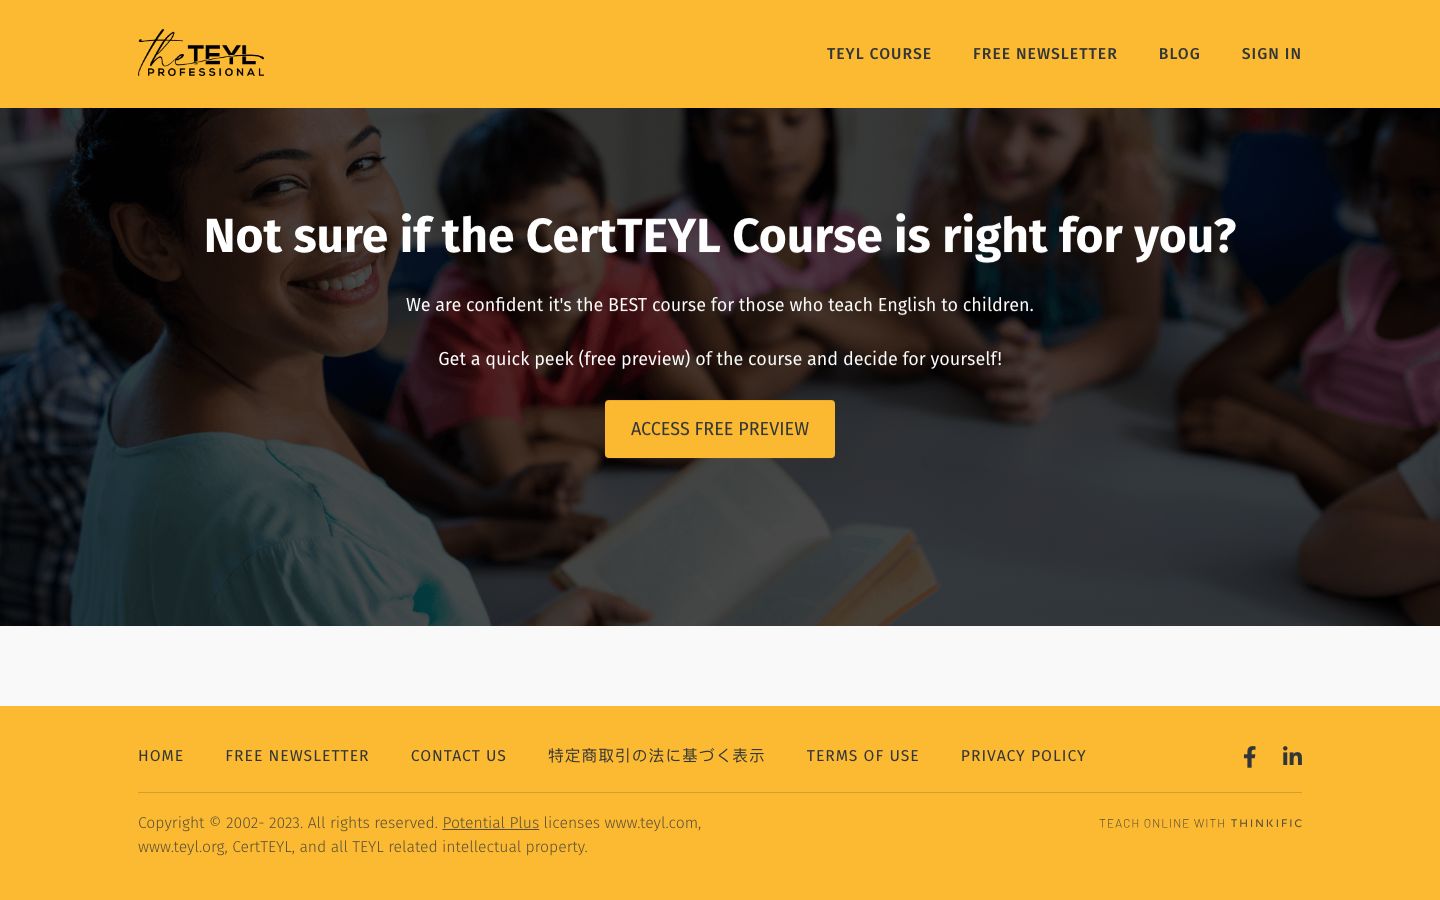 the TEYL
PROFESSIONAL
TEYL COURSE
FREE NEWSLETTER
BLOG
SIGN IN
Not sure if the CertTEYL Course is right for you?
We are confident it's the BEST course for those who teach English to children.
Get a quick peek (free preview) of the course and decide for yourself!
ACCESS FREE PREVIEW
HOME
FREE NEWSLETTER
CONTACT US
特定商取引の法に基づく表示
TERMS OF USE
PRIVACY POLICY
Copyright © 2002- 2023. All rights reserved. Potential Plus licenses www.teyl.com,
www.teyl.org, CertTEYL, and all TEYL related intellectual property.
TEACH ONLINE WITH THINKIFIC